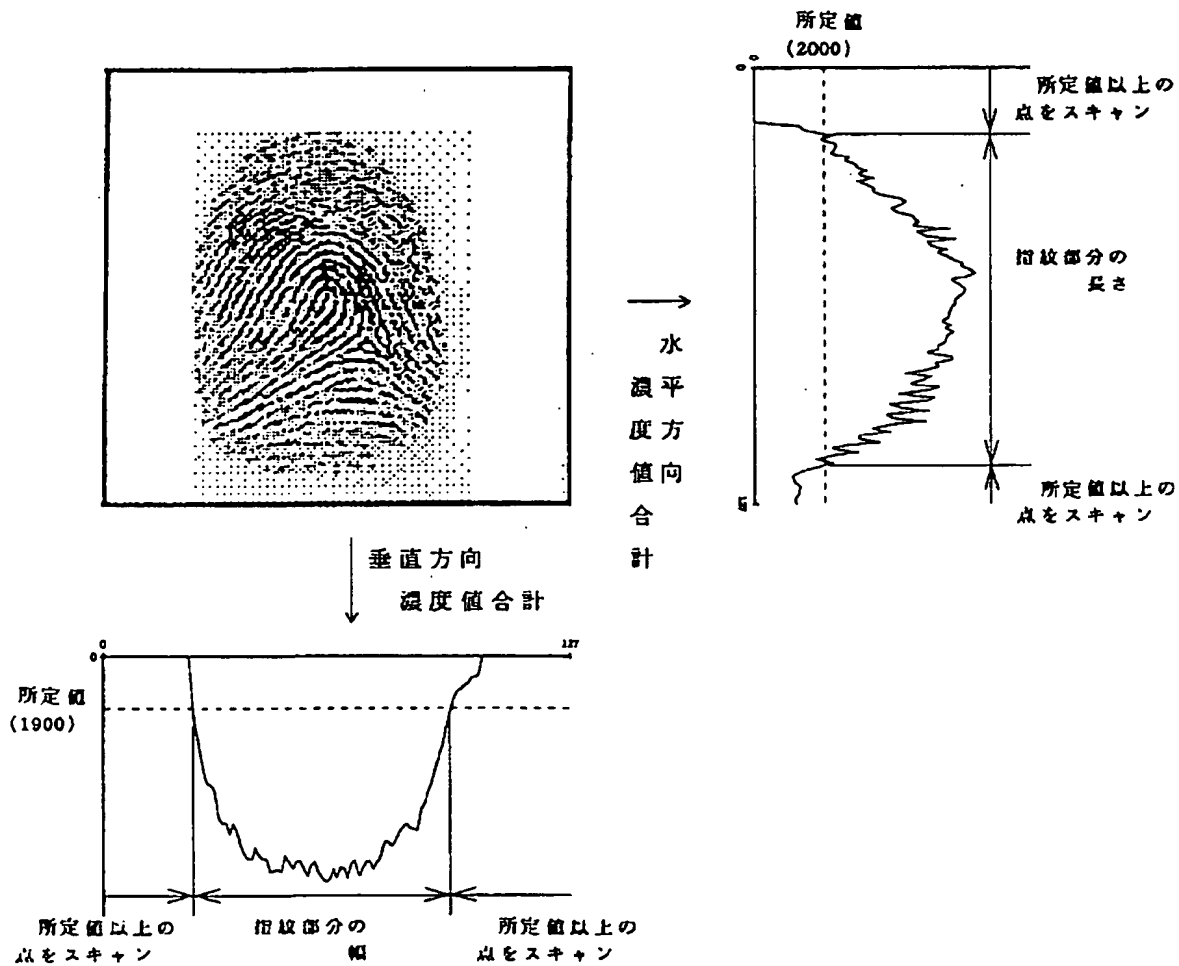 所定値
(2000)
0
0
所定値以上の
点をスキャン
指紋部分の
長さ
所定値以上の
点をスキャン
水平方向
濃度値合計
垂直方向
濃度値合計
0
127
0
所定値
(1900)
所定値以上の
点をスキャン
指紋部分の
幅
所定値以上の
点をスキャン